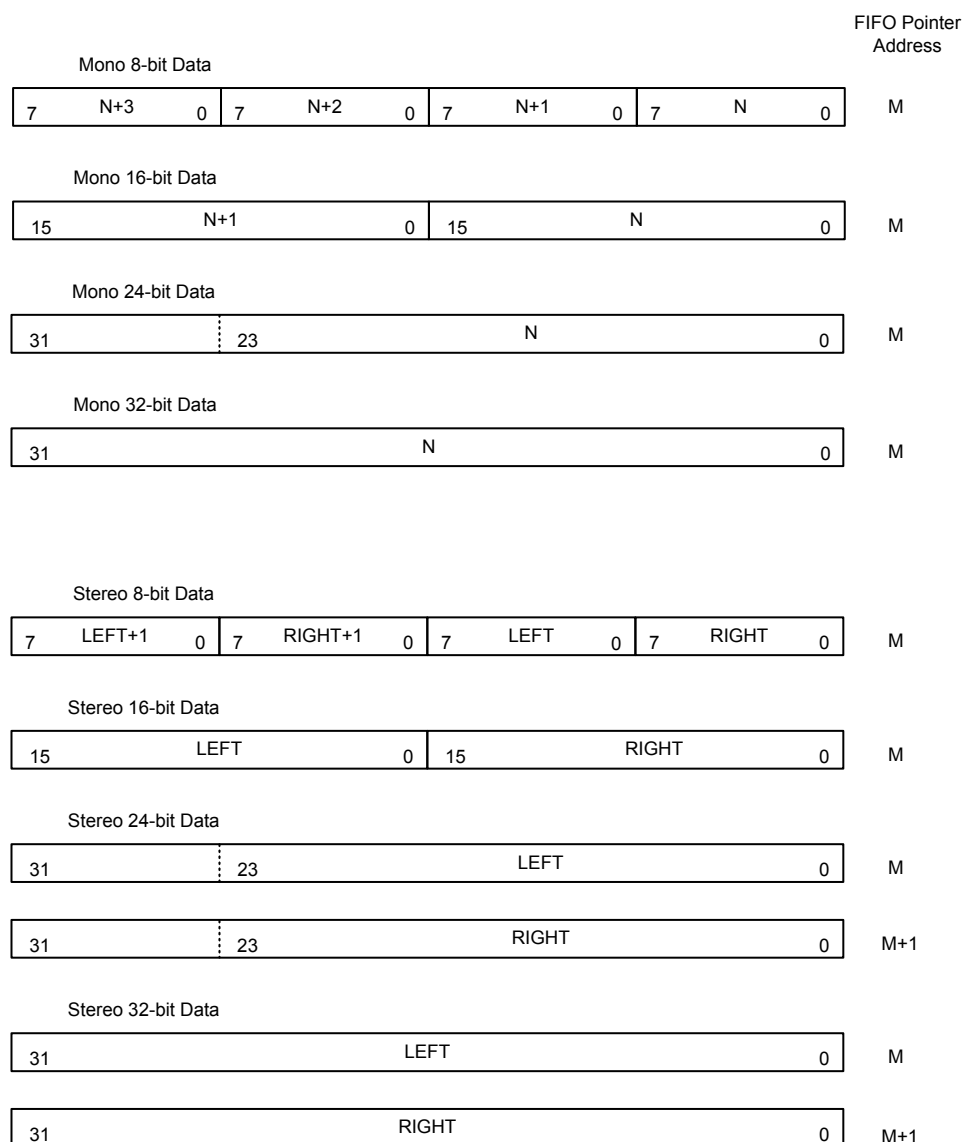 FIFO Pointer
Address
Mono 8-bit Data
7 N+3 0 7 N+2 0 7 N+1 0 7 N 0 M
Mono 16-bit Data
15 N+1 0 15 N 0 M
Mono 24-bit Data
31 23 N 0 M
Mono 32-bit Data
31 N 0 M
Stereo 8-bit Data
7 LEFT+1 0 7 RIGHT+1 0 7 LEFT 0 7 RIGHT 0 M
Stereo 16-bit Data
15 LEFT 0 15 RIGHT 0 M
Stereo 24-bit Data
31 23 LEFT 0 M
31 23 RIGHT 0 M+1
Stereo 32-bit Data
31 LEFT 0 M
31 RIGHT 0 M+1